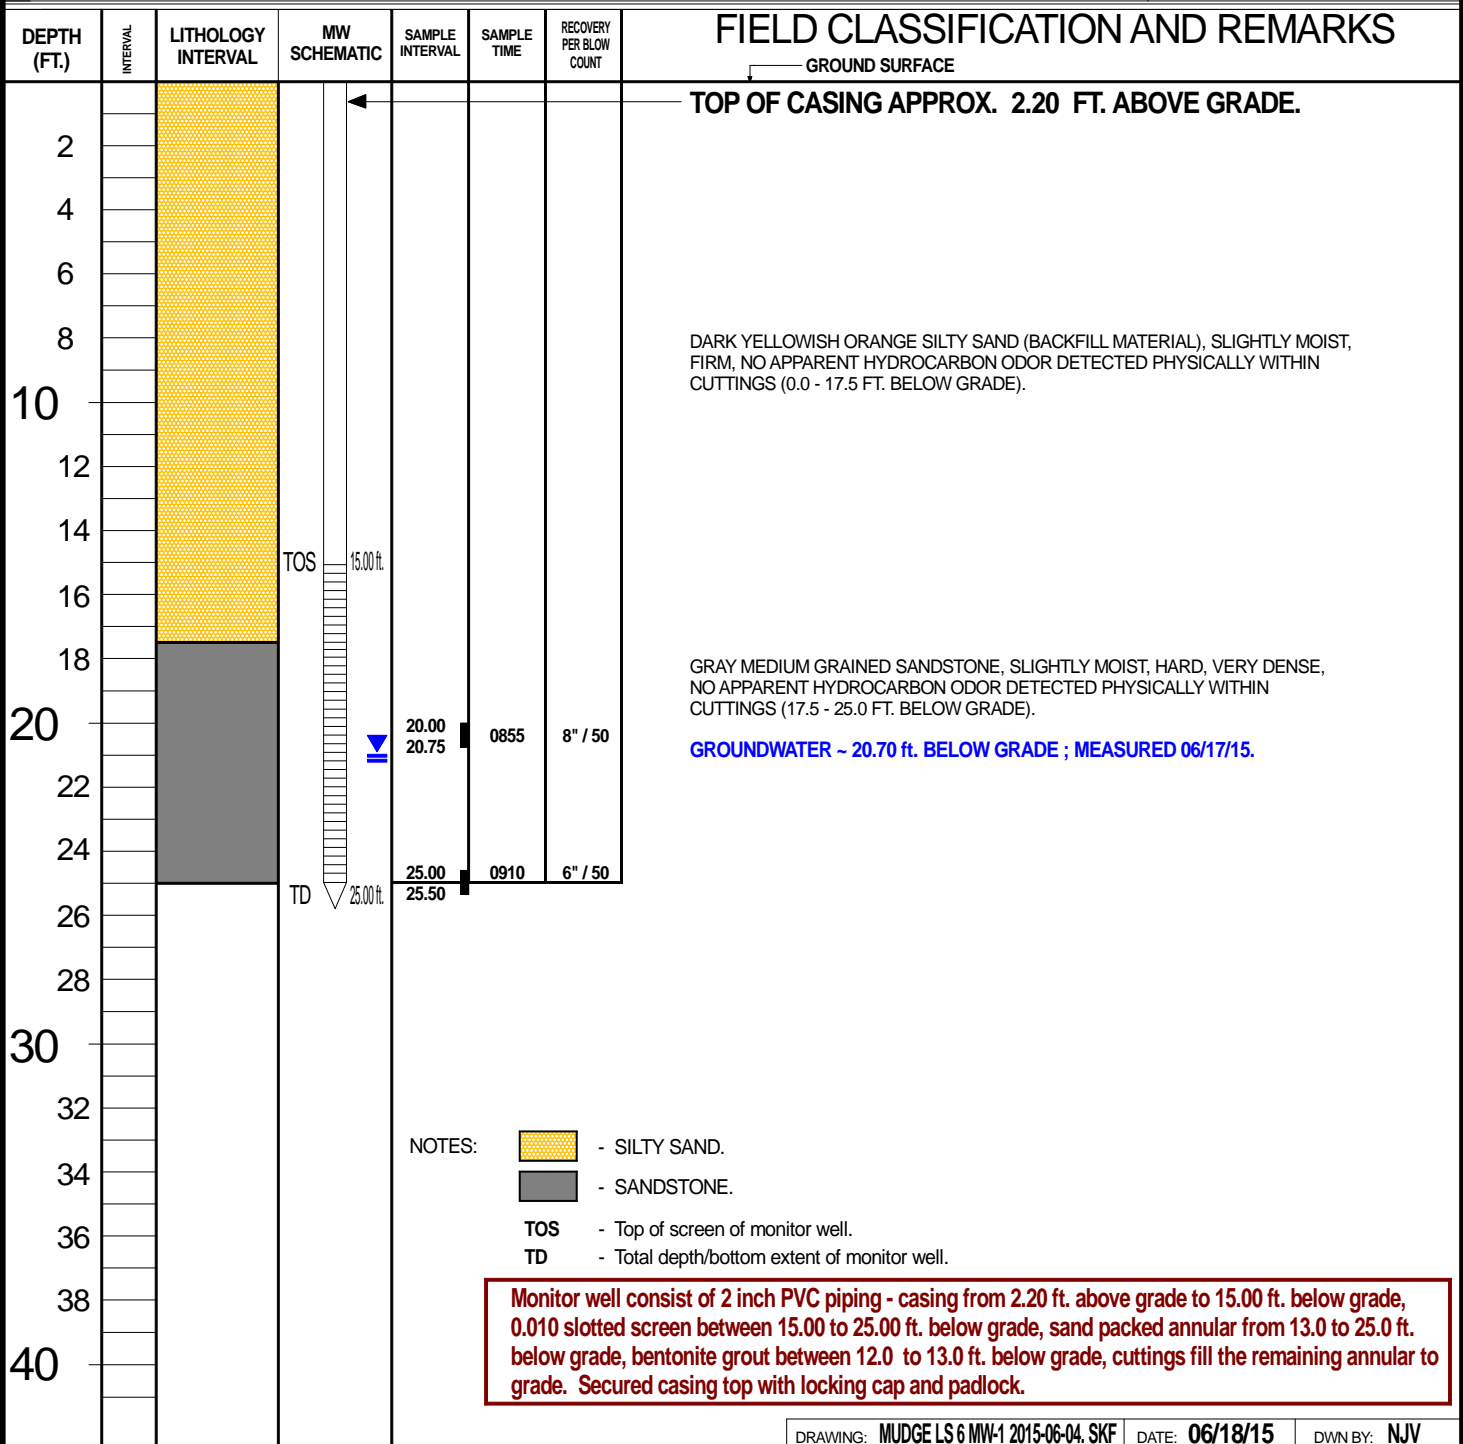 DEPTH
(FT.)
INTERVAL
LITHOLOGY
INTERVAL
MW
SCHEMATIC
SAMPLE
INTERVAL
SAMPLE
TIME
RECOVERY
PER BLOW
COUNT
FIELD CLASSIFICATION AND REMARKS
GROUND SURFACE
TOP OF CASING APPROX. 2.20 FT. ABOVE GRADE.
2
4
6
8
DARK YELLOWISH ORANGE SILTY SAND (BACKFILL MATERIAL), SLIGHTLY MOIST,
FIRM, NO APPARENT HYDROCARBON ODOR DETECTED PHYSICALLY WITHIN
CUTTINGS (0.0 - 17.5 FT. BELOW GRADE).
10
12
14
TOS 15.00 ft.
16
18
GRAY MEDIUM GRAINED SANDSTONE, SLIGHTLY MOIST, HARD, VERY DENSE,
NO APPARENT HYDROCARBON ODOR DETECTED PHYSICALLY WITHIN
CUTTINGS (17.5 - 25.0 FT. BELOW GRADE).
20
20.00
20.75
0855
8" / 50
GROUNDWATER ~ 20.70 ft. BELOW GRADE ; MEASURED 06/17/15.
22
24
25.00
25.50
0910
6" / 50
TD 25.00 ft.
26
28
30
32
NOTES:
- SILTY SAND.
34
- SANDSTONE.
TOS - Top of screen of monitor well.
36
TD - Total depth/bottom extent of monitor well.
38
Monitor well consist of 2 inch PVC piping - casing from 2.20 ft. above grade to 15.00 ft. below grade,
0.010 slotted screen between 15.00 to 25.00 ft. below grade, sand packed annular from 13.0 to 25.0 ft.
below grade, bentonite grout between 12.0 to 13.0 ft. below grade, cuttings fill the remaining annular to
grade. Secured casing top with locking cap and padlock.
40
DRAWING: MUDGE LS 6 MW-1 2015-06-04. SKF DATE: 06/18/15 DWN BY: NJV